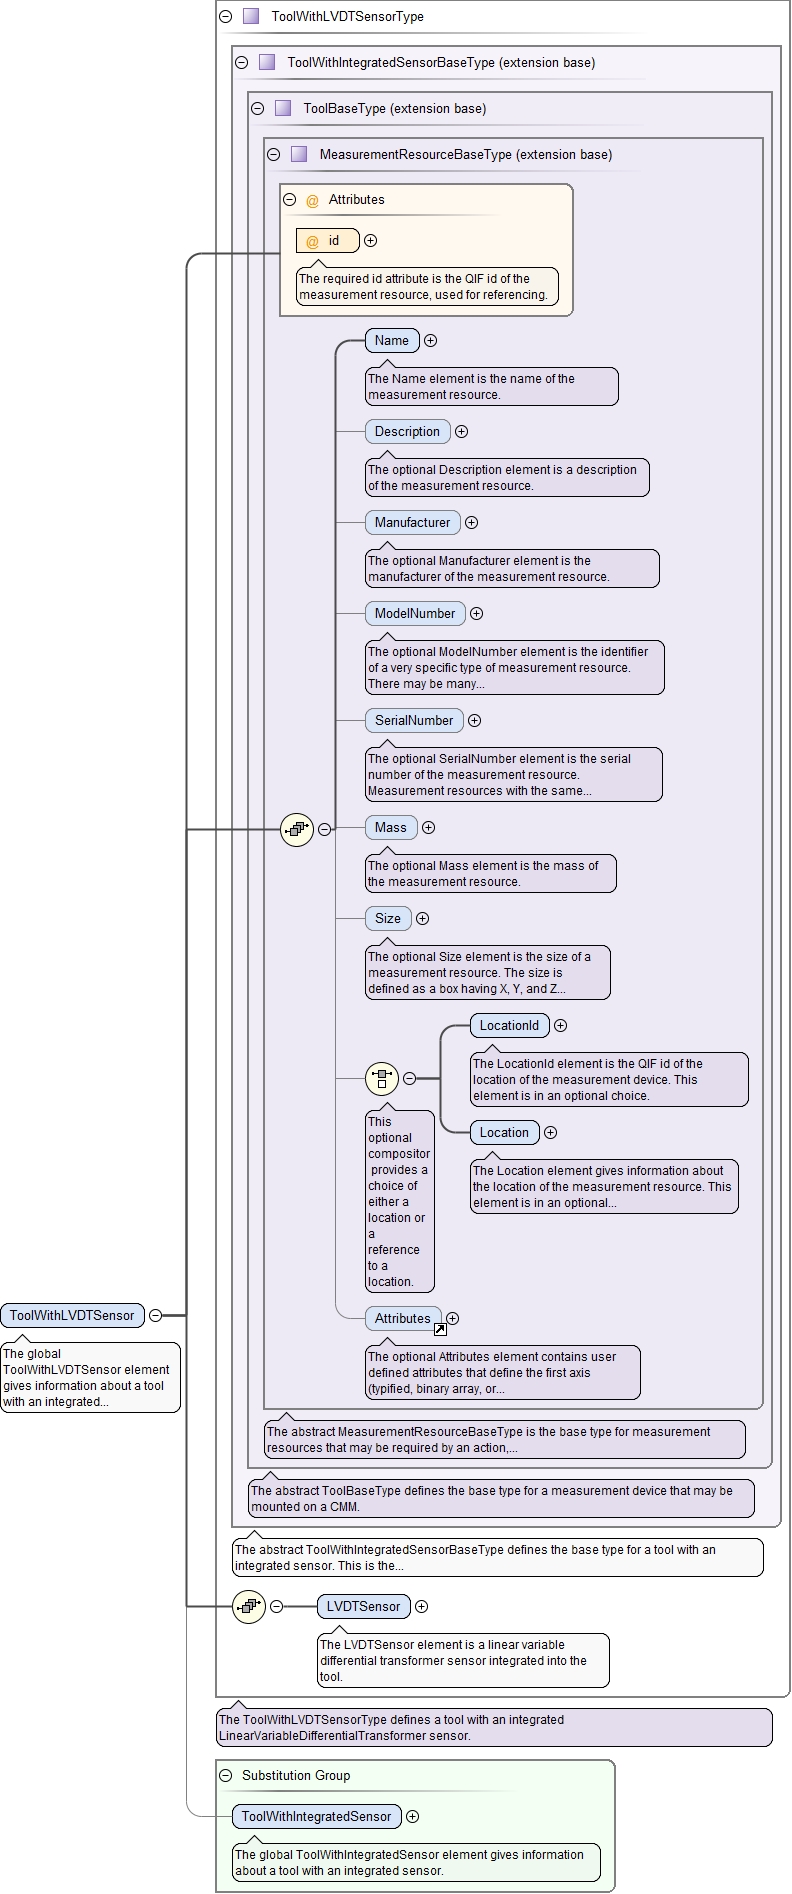 ToolWithLVDTSensorType
ToolWithIntegratedSensorBaseType (extension base)
ToolBaseType (extension base)
MeasurementResourceBaseType (extension base)
@ Attributes
@ id
The required id attribute is the QIF id of the
measurement resource, used for referencing.
Name
The Name element is the name of the
measurement resource.
Description
The optional Description element is a description
of the measurement resource.
Manufacturer
The optional Manufacturer element is the
manufacturer of the measurement resource.
ModelNumber
The optional ModelNumber element is the identifier
of a very specific type of measurement resource.
There may be many...
SerialNumber
The optional SerialNumber element is the serial
number of the measurement resource.
Measurement resources with the same...
Mass
The optional Mass element is the mass of
the measurement resource.
Size
The optional Size element is the size of a
measurement resource. The size is
defined as a box having X, Y, and Z...
LocationId
The LocationId element is the QIF id of the
location of the measurement device. This
element is in an optional choice.
This
optional
compositor
provides a
choice of
either a
location or
a
reference
to a
location.
Location
The Location element gives information about
the location of the measurement resource. This
element is in an optional...
Attributes
The optional Attributes element contains user
defined attributes that define the first axis
(typified, binary array, or...
ToolWithLVDTSensor
The global
ToolWithLVDTSensor element
gives information about a tool
with an integrated...
The abstract MeasurementResourceBaseType is the base type for measurement
resources that may be required by an action,...
The abstract ToolBaseType defines the base type for a measurement device that may be
mounted on a CMM.
The abstract ToolWithIntegratedSensorBaseType defines the base type for a tool with an
integrated sensor. This is the...
LVDTSensor
The LVDTSensor element is a linear variable
differential transformer sensor integrated into the
tool.
The ToolWithLVDTSensorType defines a tool with an integrated
LinearVariableDifferentialTransformer sensor.
Substitution Group
ToolWithIntegratedSensor
The global ToolWithIntegratedSensor element gives information
about a tool with an integrated sensor.